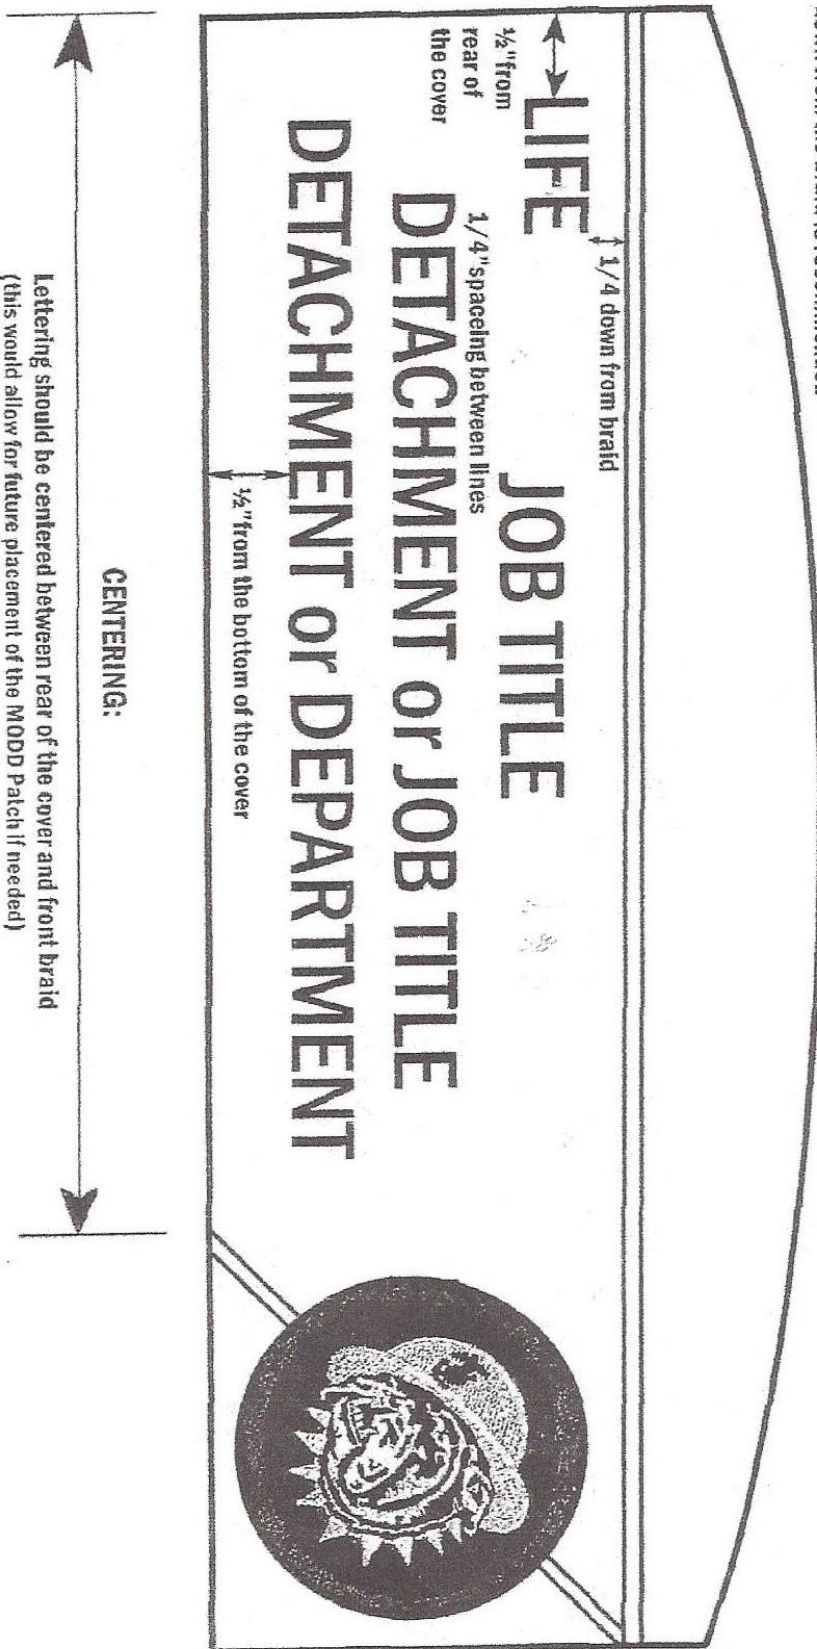 1/4 down from braid
LIFE
JOB TITLE
½"from
rear of
the cover
1/4"spaceing between lines
DETACHMENT or JOB TITLE
DETACHMENT or DEPARTMENT
½"from the bottom of the cover
CENTERING:
Lettering should be centered between rear of the cover and front braid
(this would allow for future placement of the MODD Patch if needed)